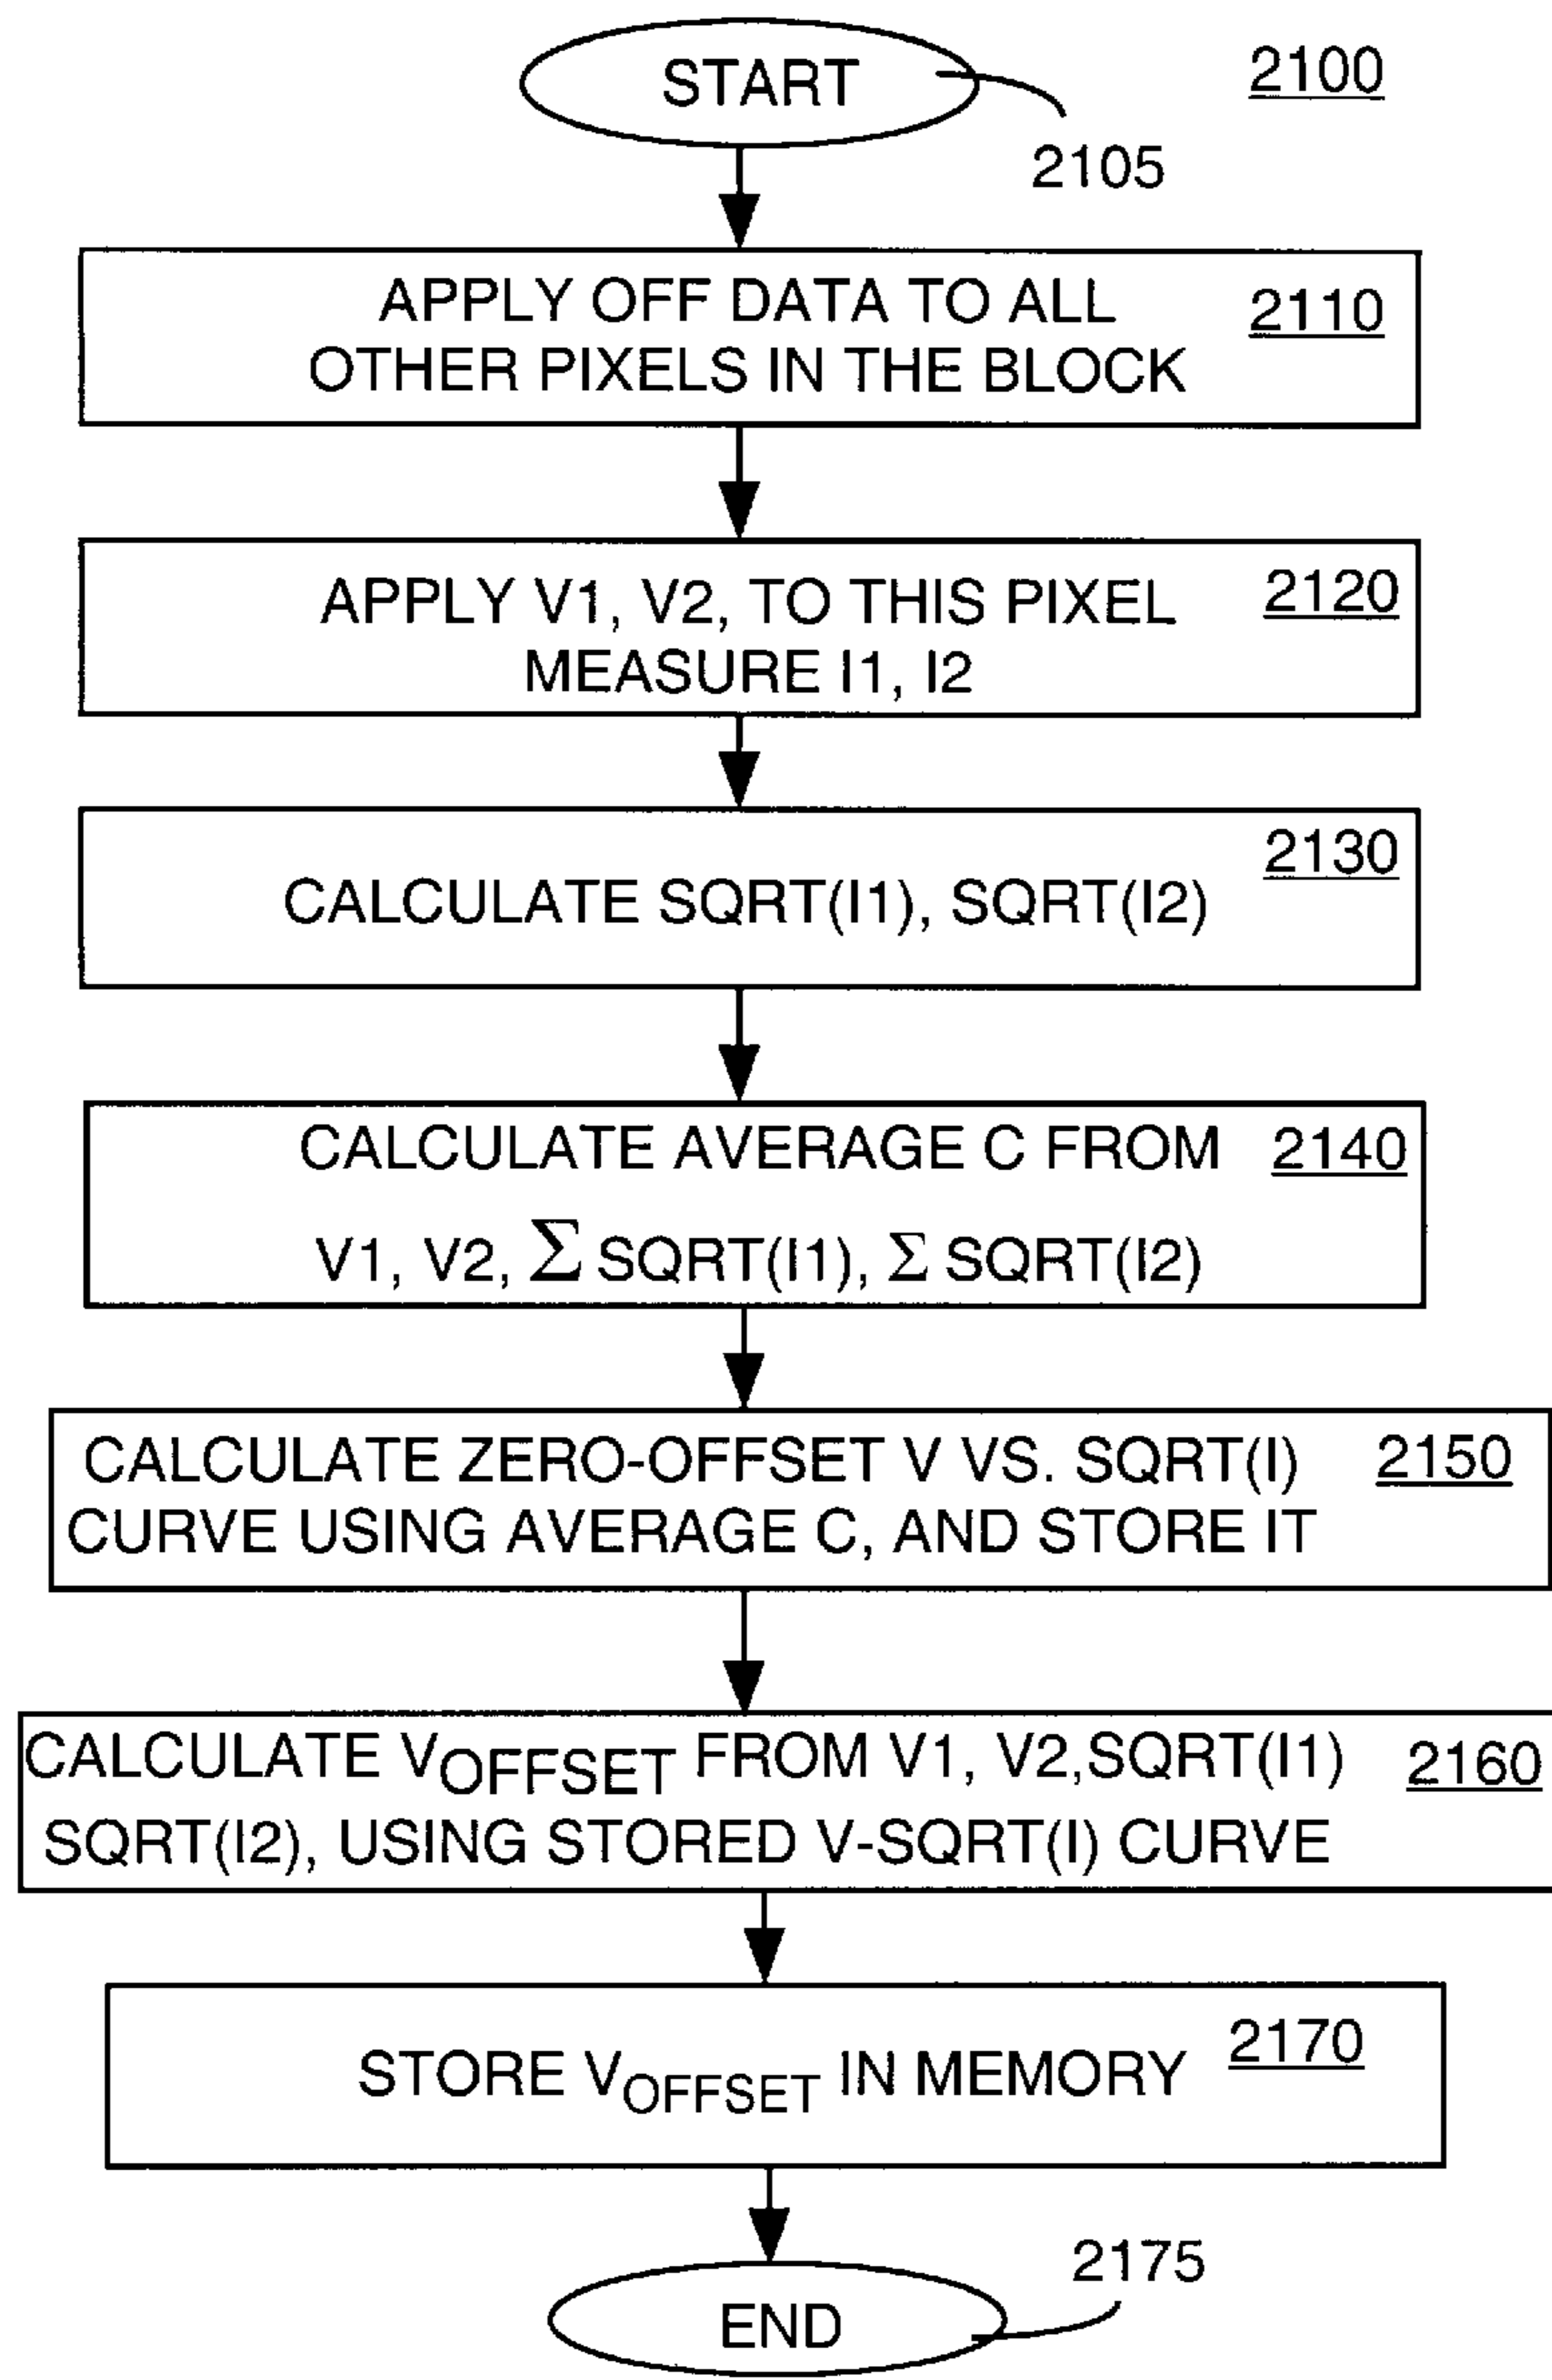 START
2100
2105
APPLY OFF DATA TO ALL
OTHER PIXELS IN THE BLOCK
2110
APPLY V1, V2, TO THIS PIXEL
MEASURE I1, I2
2120
CALCULATE SQRT(I1), SQRT(I2)
2130
CALCULATE AVERAGE C FROM
V1, V2, Σ SQRT(I1), Σ SQRT(I2)
2140
CALCULATE ZERO-OFFSET V VS. SQRT(I)
CURVE USING AVERAGE C, AND STORE IT
2150
CALCULATE VOFFSET FROM V1, V2,SQRT(I1)
SQRT(I2), USING STORED V-SQRT(I) CURVE
2160
STORE VOFFSET IN MEMORY
2170
END
2175